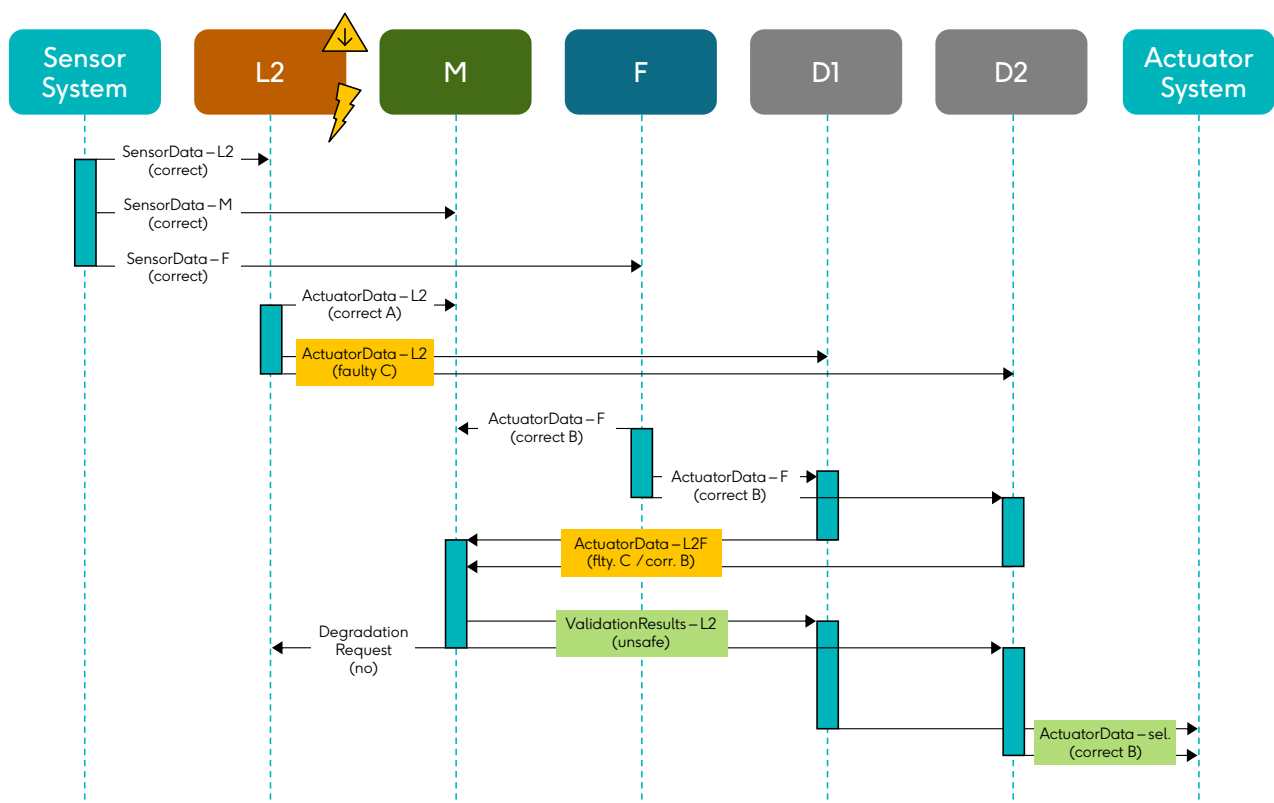 Sensor
System
L2
M
F
D1
D2
Actuator
System
SensorData – L2
(correct)
SensorData – M
(correct)
SensorData – F
(correct)
ActuatorData – L2
(correct A)
ActuatorData – L2
(faulty C)
ActuatorData – F
(correct B)
ActuatorData – F
(correct B)
ActuatorData – L2F
(flty. C / corr. B)
ValidationResults – L2
(unsafe)
Degradation
Request
(no)
ActuatorData – sel.
(correct B)